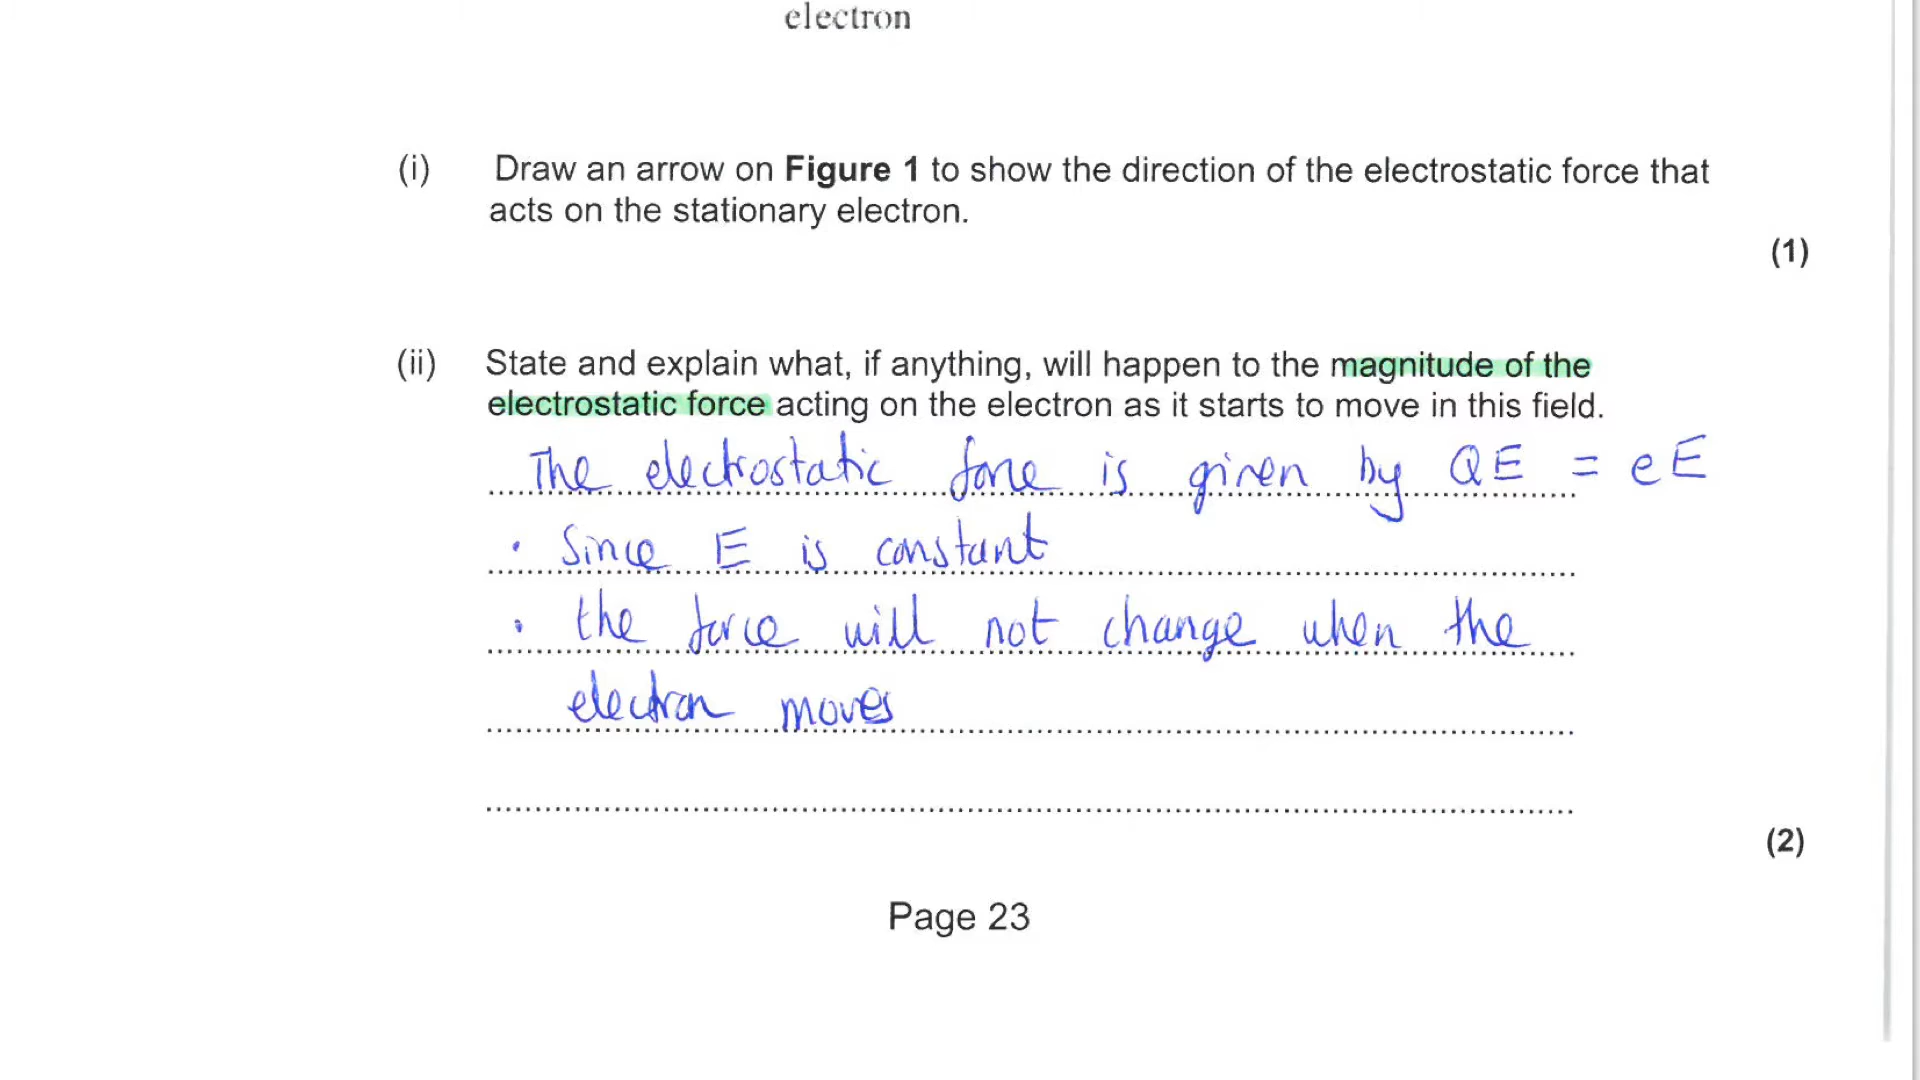 electron
(i) Draw an arrow on Figure 1 to show the direction of the electrostatic force that
acts on the stationary electron.
(1)
(ii) State and explain what, if anything, will happen to the magnitude of the
electrostatic force acting on the electron as it starts to move in this field.
The electrostatic force is given by QE = eE
• Since E is constant
• the force will not change when the
electron moves
(2)
Page 23